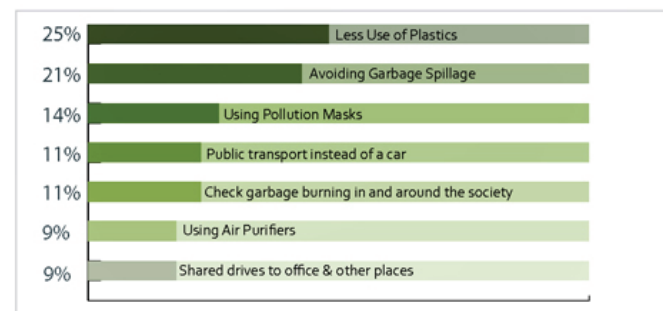 25% Less Use of Plastics
21% Avoiding Garbage Spillage
14% Using Pollution Masks
11% Public transport instead of a car
11% Check garbage burning in and around the society
9% Using Air Purifiers
9% Shared drives to office & other places